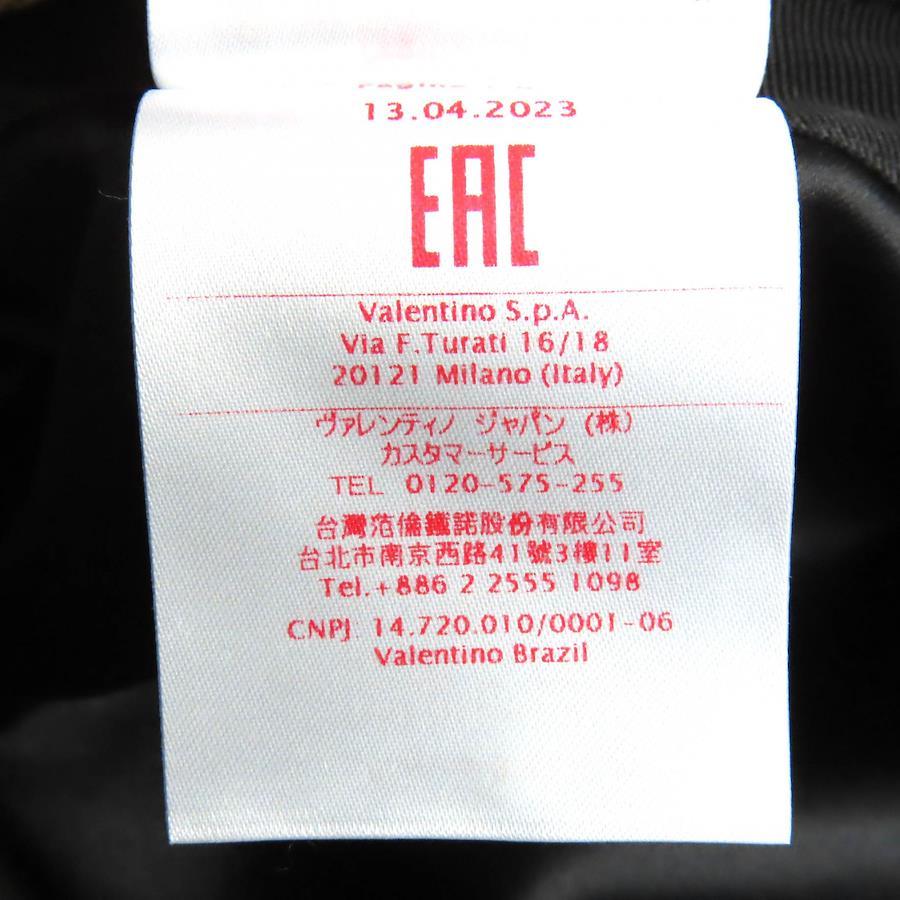 13.04.2023
EAC
Valentino S.p.A.
Via F.Turati 16/18
20121 Milano (Italy)
ヴァレンティノ ジャパン (株)
カスタマーサービス
TEL 0120-575-255
台灣范倫鐵諾股份有限公司
台北市南京西路41號3樓11室
Tel.+886 2 2555 1098
CNPJ 14.720.010/0001-06
Valentino Brazil